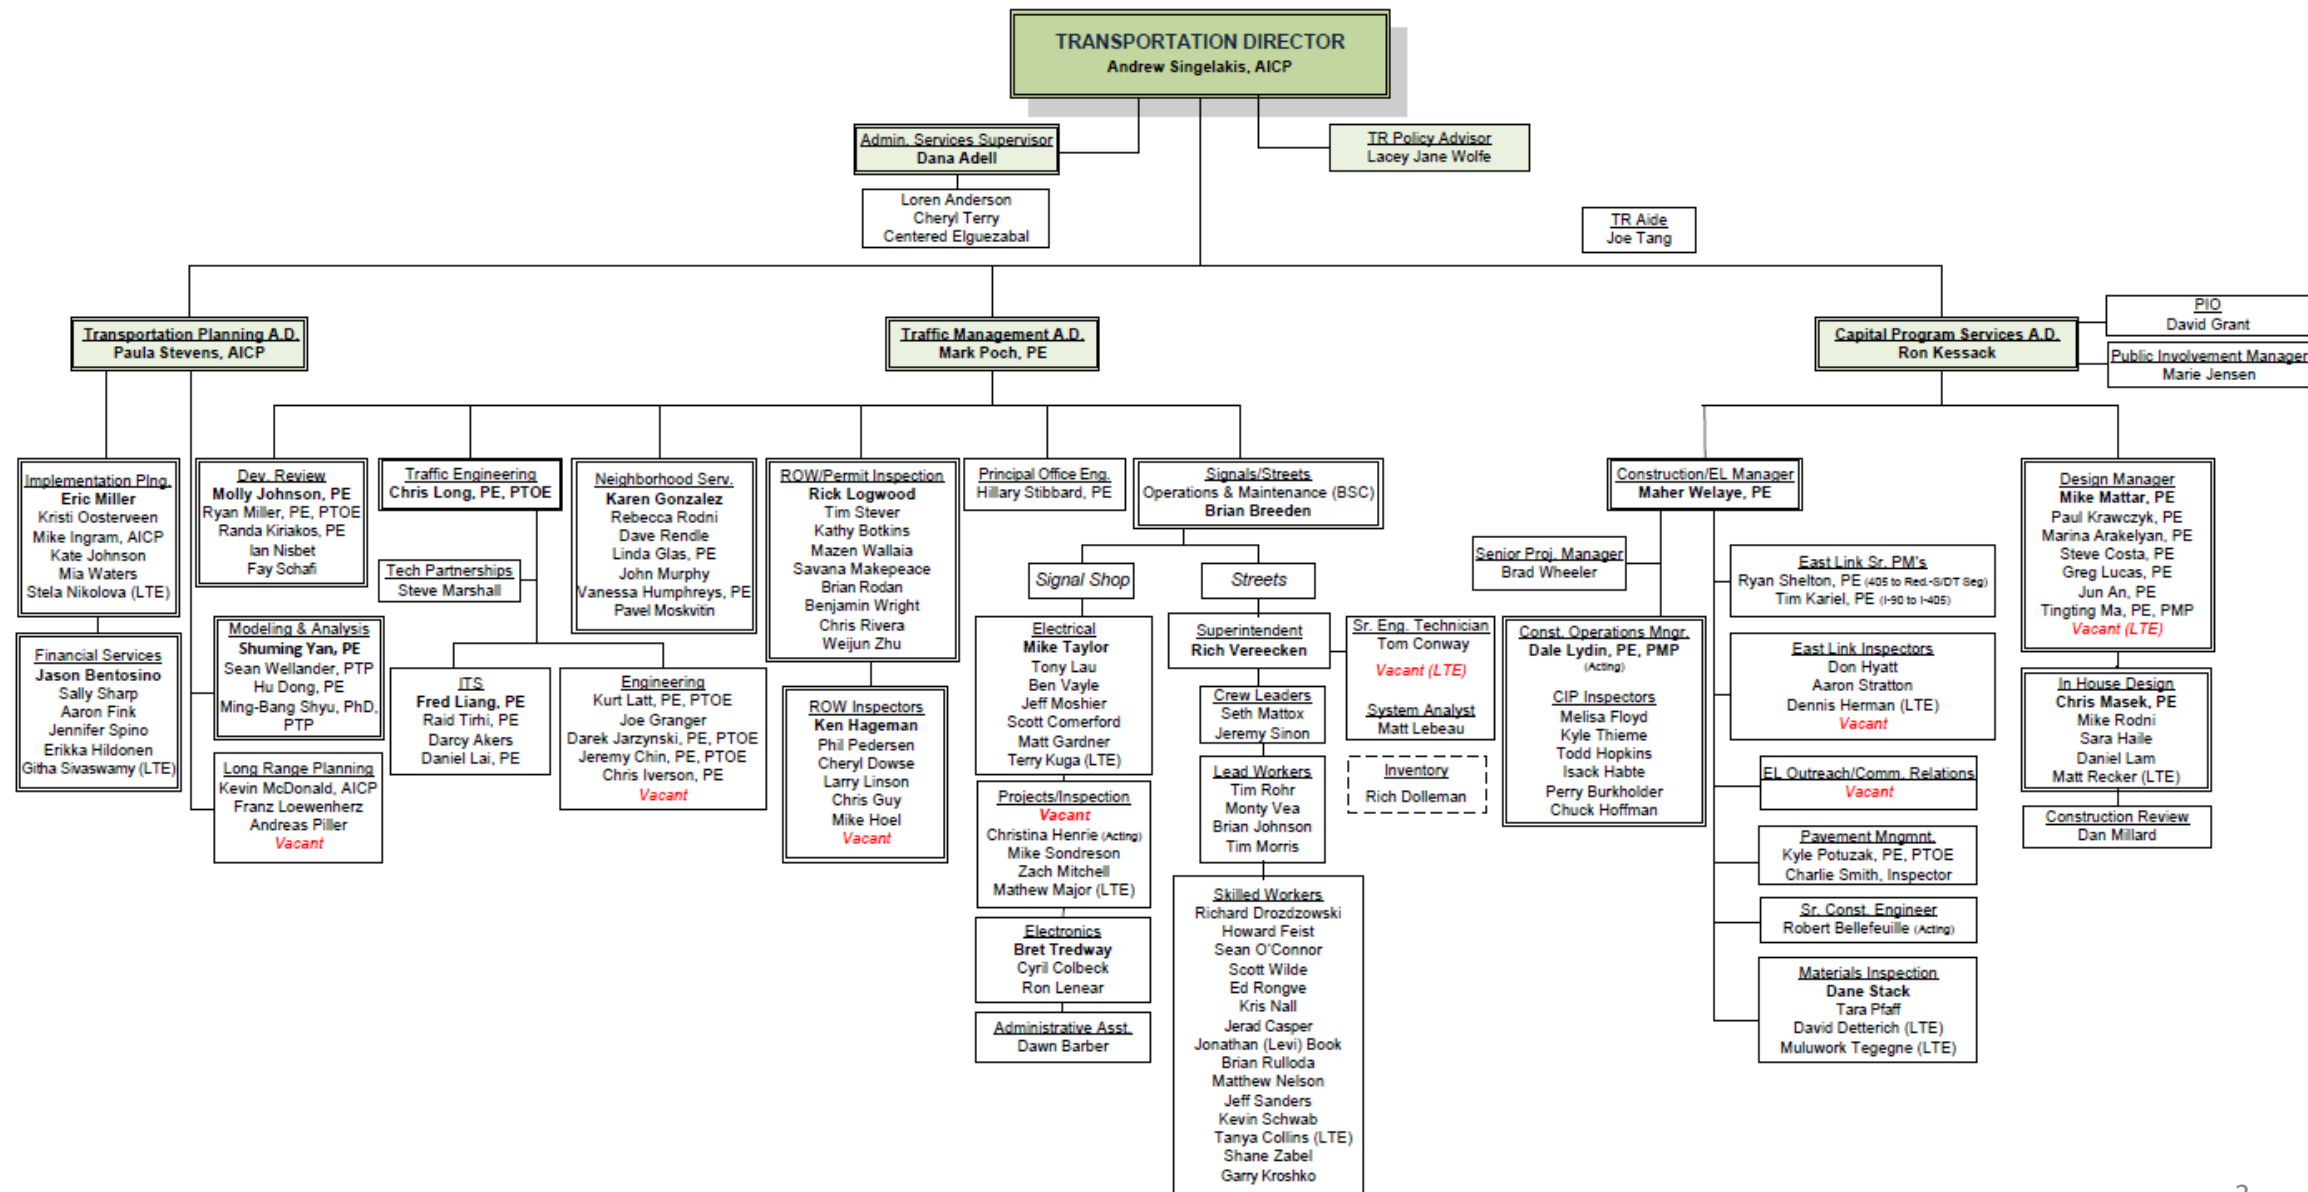 TRANSPORTATION DIRECTOR
Andrew Singelakis, AICP
Admin. Services Supervisor
Dana Adell
TR Policy Advisor
Lacey Jane Wolfe
Loren Anderson
Cheryl Terry
Centered Elguezabal
TR Aide
Joe Tang
Transportation Planning A.D.
Paula Stevens, AICP
Traffic Management A.D.
Mark Poch, PE
Capital Program Services A.D.
Ron Kessack
PIO
David Grant
Public Involvement Manager
Marie Jensen
Implementation Plng.
Eric Miller
Kristi Oosterveen
Mike Ingram, AICP
Kate Johnson
Mia Waters
Stela Nikolova (LTE)
Financial Services
Jason Bentosino
Sally Sharp
Aaron Fink
Jennifer Spino
Erikka Hildonen
Githa Sivaswamy (LTE)
Modeling & Analysis
Shuming Yan, PE
Sean Wellander, PTP
Hu Dong, PE
Ming-Bang Shyu, PhD,
PTP
Long Range Planning
Kevin McDonald, AICP
Franz Loewenherz
Andreas Piller
Vacant
Dev. Review
Molly Johnson, PE
Ryan Miller, PE, PTOE
Randa Kiriakos, PE
Ian Nisbet
Fay Schafi
Traffic Engineering
Chris Long, PE, PTOE
Tech Partnerships
Steve Marshall
ITS
Fred Liang, PE
Raid Tirhi, PE
Darcy Akers
Daniel Lai, PE
Engineering
Kurt Latt, PE, PTOE
Joe Granger
Darek Jarzynski, PE, PTOE
Jeremy Chin, PE, PTOE
Chris Iverson, PE
Vacant
Neighborhood Serv.
Karen Gonzalez
Rebecca Rodni
Dave Rendle
Linda Glas, PE
John Murphy
Vanessa Humphreys, PE
Pavel Moskvitin
ROW/Permit Inspection
Rick Logwood
Tim Stever
Kathy Botkins
Mazen Wallaia
Savana Makepeace
Brian Rodan
Benjamin Wright
Chris Rivera
Weijun Zhu
ROW Inspectors
Ken Hageman
Phil Pedersen
Cheryl Dowse
Larry Linson
Chris Guy
Mike Hoel
Vacant
Principal Office Eng.
Hillary Stibbard, PE
Signals/Streets
Operations & Maintenance (BSC)
Brian Breeden
Signal Shop
Streets
Electrical
Mike Taylor
Tony Lau
Ben Vayle
Jeff Moshier
Scott Comerford
Matt Gardner
Terry Kuga (LTE)
Projects/Inspection
Vacant
Christina Henrie (Acting)
Mike Sondreson
Zach Mitchell
Mathew Major (LTE)
Electronics
Bret Tredway
Cyril Colbeck
Ron Lenear
Administrative Asst.
Dawn Barber
Superintendent
Rich Vereecken
Crew Leaders
Seth Mattox
Jeremy Sinon
Lead Workers
Tim Rohr
Monty Vea
Brian Johnson
Tim Morris
Skilled Workers
Richard Drozdzowski
Howard Feist
Sean O'Connor
Scott Wilde
Ed Rongve
Kris Nall
Jerad Casper
Jonathan (Levi) Book
Brian Rulloda
Matthew Nelson
Jeff Sanders
Kevin Schwab
Tanya Collins (LTE)
Shane Zabel
Garry Kroshko
Sr. Eng. Technician
Tom Conway
Vacant (LTE)
System Analyst
Matt Lebeau
Inventory
Rich Dolleman
Construction/EL Manager
Maher Welaye, PE
Senior Proj. Manager
Brad Wheeler
Const. Operations Mngr.
Dale Lydin, PE, PMP
(Acting)
CIP Inspectors
Melisa Floyd
Kyle Thieme
Todd Hopkins
Isack Habte
Perry Burkholder
Chuck Hoffman
East Link Sr. PM's
Ryan Shelton, PE (405 to Red.-S/DT Seg)
Tim Kariel, PE (I-90 to I-405)
East Link Inspectors
Don Hyatt
Aaron Stratton
Dennis Herman (LTE)
Vacant
EL Outreach/Comm. Relations
Vacant
Pavement Mngmnt.
Kyle Potuzak, PE, PTOE
Charlie Smith, Inspector
Sr. Const. Engineer
Robert Bellefeuille (Acting)
Materials Inspection
Dane Stack
Tara Pfaff
David Detterich (LTE)
Muluwork Tegegne (LTE)
Design Manager
Mike Mattar, PE
Paul Krawczyk, PE
Marina Arakelyan, PE
Steve Costa, PE
Greg Lucas, PE
Jun An, PE
Tingting Ma, PE, PMP
Vacant (LTE)
In House Design
Chris Masek, PE
Mike Rodni
Sara Haile
Daniel Lam
Matt Recker (LTE)
Construction Review
Dan Millard